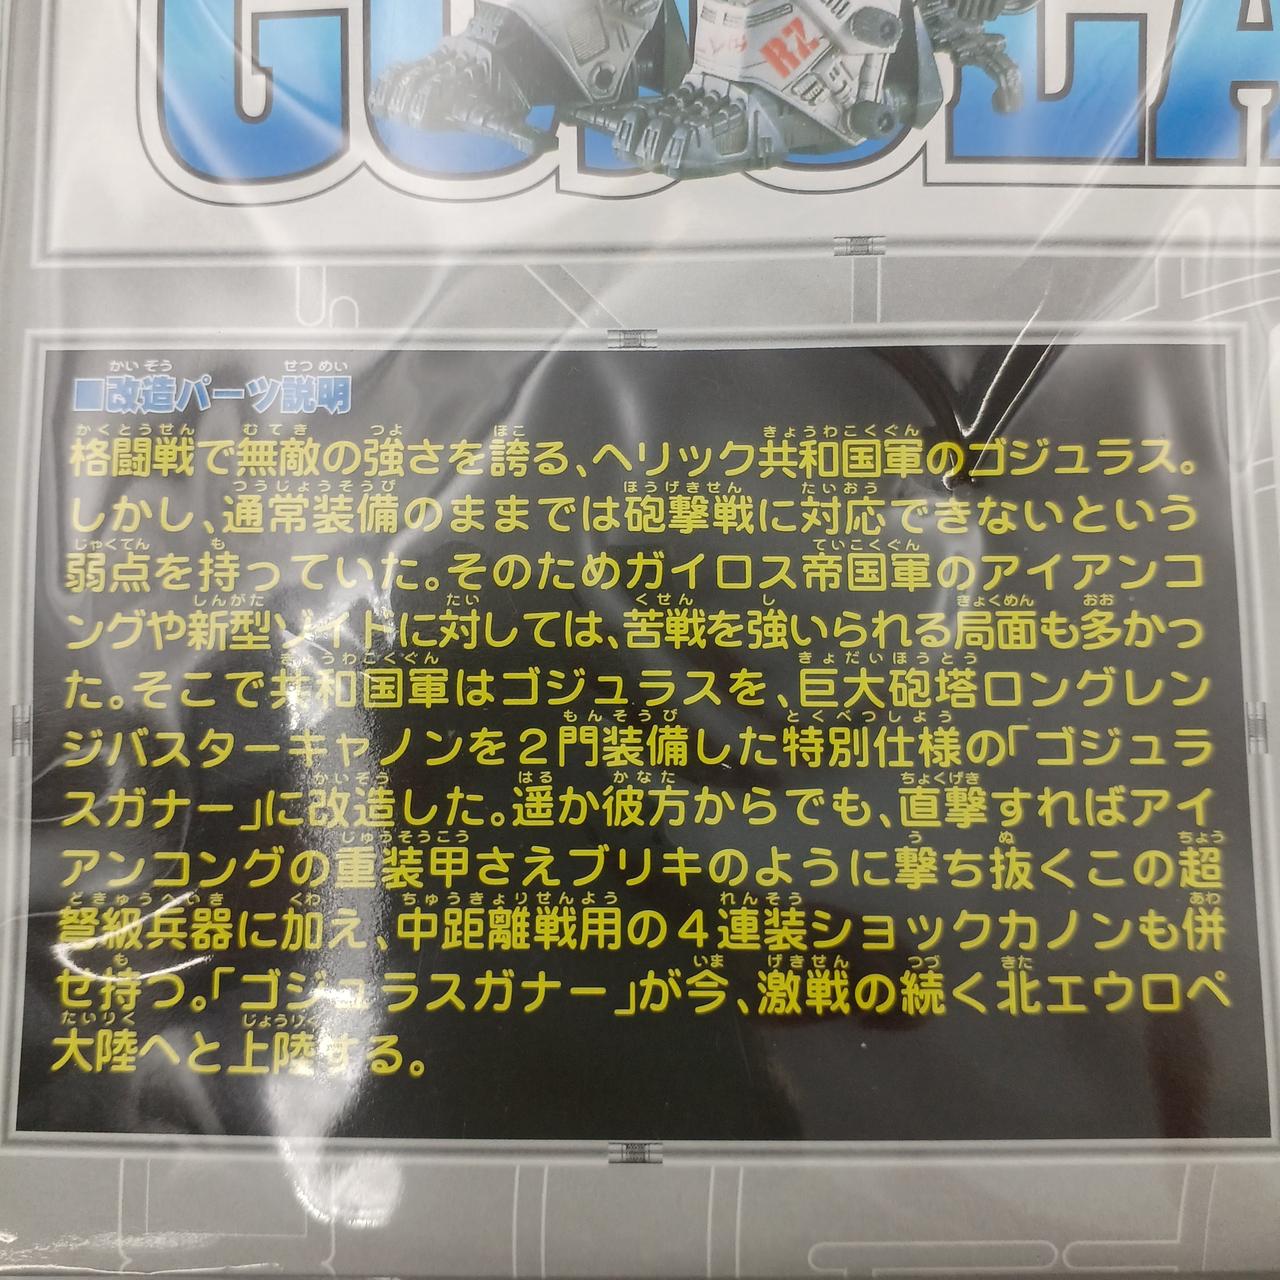 GOJULA
RZ
■改造パーツ説明
格闘戦で無敵の強さを誇る、ヘリック共和国軍のゴジュラス。
しかし、通常装備のままでは砲撃戦に対応できないという
弱点を持っていた。そのためガイロス帝国軍のアイアンコ
ングや新型ゾイドに対しては、苦戦を強いられる局面も多かっ
た。そこで共和国軍はゴジュラスを、巨大砲塔ロングレン
ジバスターキャノンを２門装備した特別仕様の「ゴジュラ
スガナー」に改造した。遥か彼方からでも、直撃すればアイ
アンコングの重装甲さえブリキのように撃ち抜くこの超
弩級兵器に加え、中距離戦用の４連装ショックカノンも併
せ持つ。「ゴジュラスガナー」が今、激戦の続く北エウロペ
大陸へと上陸する。